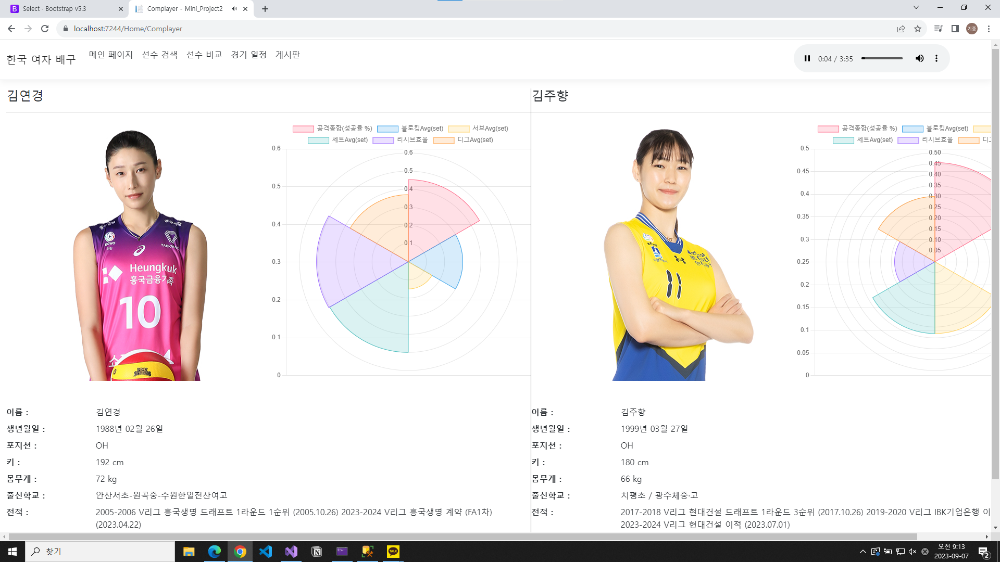 Select · Bootstrap v5.3
Complayer - Mini_Project2
localhost:7244/Home/Complayer
기종
한국 여자 배구
메인 페이지 선수 검색 선수 비교 경기 일정 게시판
0:04 / 3:35
김연경
공격종합(성공률 %) 블로킹Avg(set) 서브Avg(set)
세트Avg(set) 리시브효율 디그Avg(set)
0.6
0.5
0.4
0.3
0.2
0.1
0
0.6
0.5
0.4
0.3
0.2
0.1
KOVO
인천
TAEKWANG
Heungkuk
흥국금융가족
10
이름 : 김연경
생년월일 : 1988년 02월 26일
포지션 : OH
키 : 192 cm
몸무게 : 72 kg
출신학교 : 안산서초-원곡중-수원한일전산여고
전적 : 2005-2006 V리그 흥국생명 드래프트 1라운드 1순위 (2005.10.26) 2023-2024 V리그 흥국생명 계약 (FA1차)
(2023.04.22)
김주향
공격종합(성공률 %) 블로킹Avg(set)
세트Avg(set) 리시브효율 디그
0.5
0.45
0.4
0.35
0.3
0.25
0.2
0.15
0.1
0.05
0
0.50
0.45
0.40
0.35
0.30
0.25
0.20
0.15
0.10
0.05
KOVO
11
이름 : 김주향
생년월일 : 1999년 03월 27일
포지션 : OH
키 : 180 cm
몸무게 : 66 kg
출신학교 : 치평초 / 광주체중·고
전적 : 2017-2018 V리그 현대건설 드래프트 1라운드 3순위 (2017.10.26) 2019-2020 V리그 IBK기업은행 이
2023-2024 V리그 현대건설 이적 (2023.07.01)
찾기
TALK
오전 9:13
2023-09-07
2